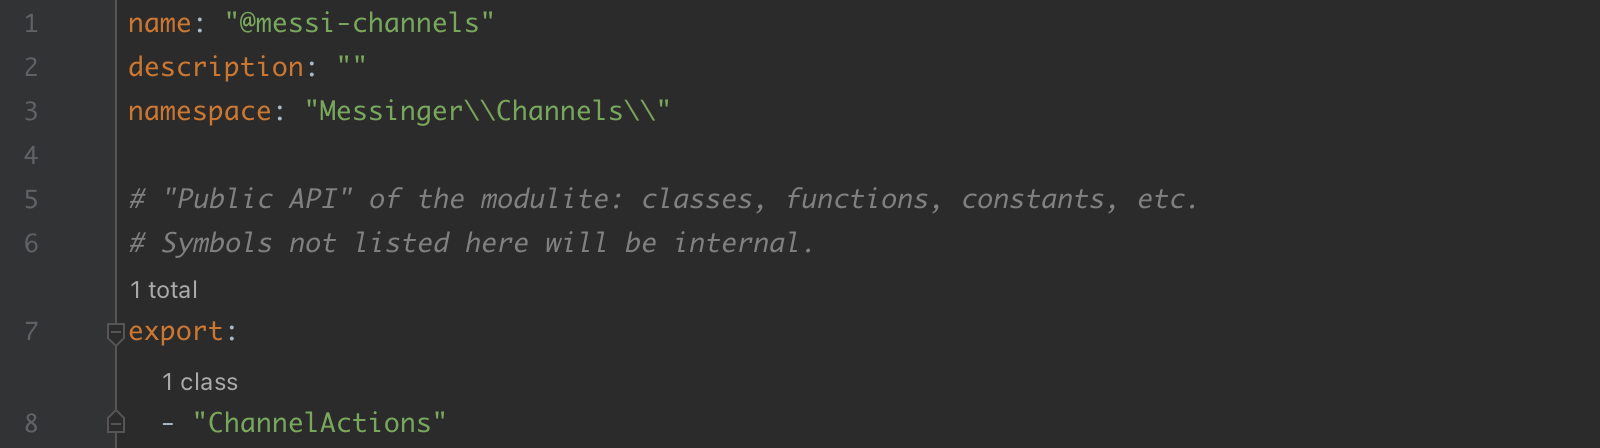 1 name: "@messi-channels"
2 description: ""
3 namespace: "Messinger\\Channels\\"
4
5 # "Public API" of the modulite: classes, functions, constants, etc.
6 # Symbols not listed here will be internal.
1 total
7 export:
1 class
8 - "ChannelActions"